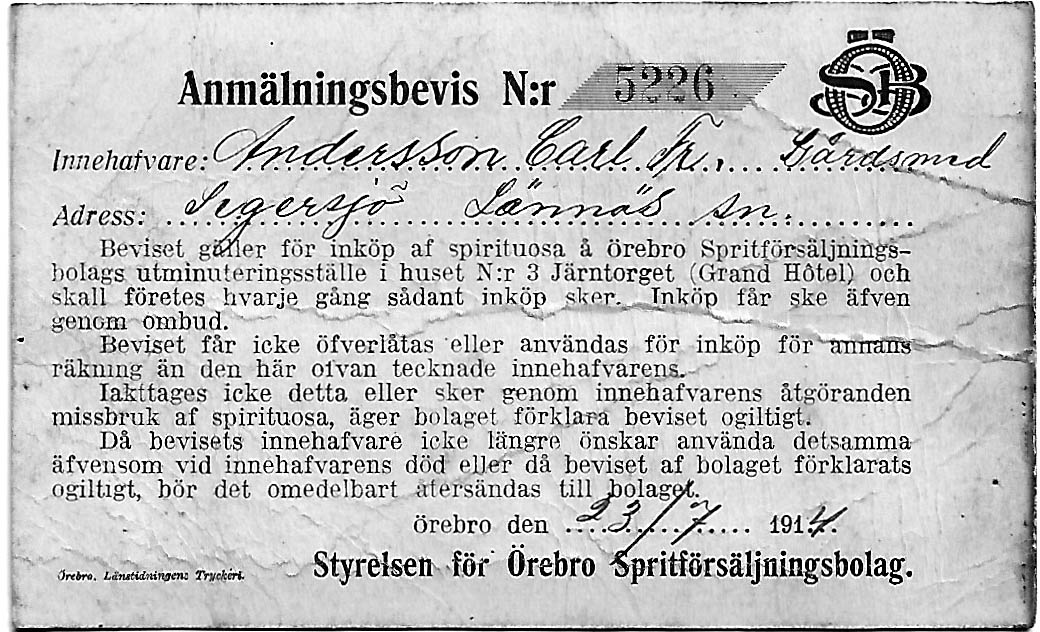 Anmälningsbevis N:r 5226
ÖSB
Innehafvare: Andersson Carl Fr. Gårdsmed
Adress: Segersjö Lännäs sn.
Beviset gäller för inköp af spirituosa å Örebro Spritförsäljnings-
bolags utminuteringsställe i huset N:r 3 Järntorget (Grand Hôtel) och
skall företes hvarje gång sådant inköp sker. Inköp får ske äfven
genom ombud.
Beviset får icke öfverlåtas eller användas för inköp för annans
räkning än den här ofvan tecknade innehafvarens.
Iakttages icke detta eller sker genom innehafvarens åtgöranden
missbruk af spirituosa, äger bolaget förklara beviset ogiltigt.
Då bevisets innehafvare icke längre önskar använda detsamma
äfvensom vid innehafvarens död eller då beviset af bolaget förklarats
ogiltigt, bör det omedelbart återsändas till bolaget.
Örebro den 23/7 1914.
Styrelsen för Örebro Spritförsäljningsbolag.
Örebro, Länstidningens Tryckeri.